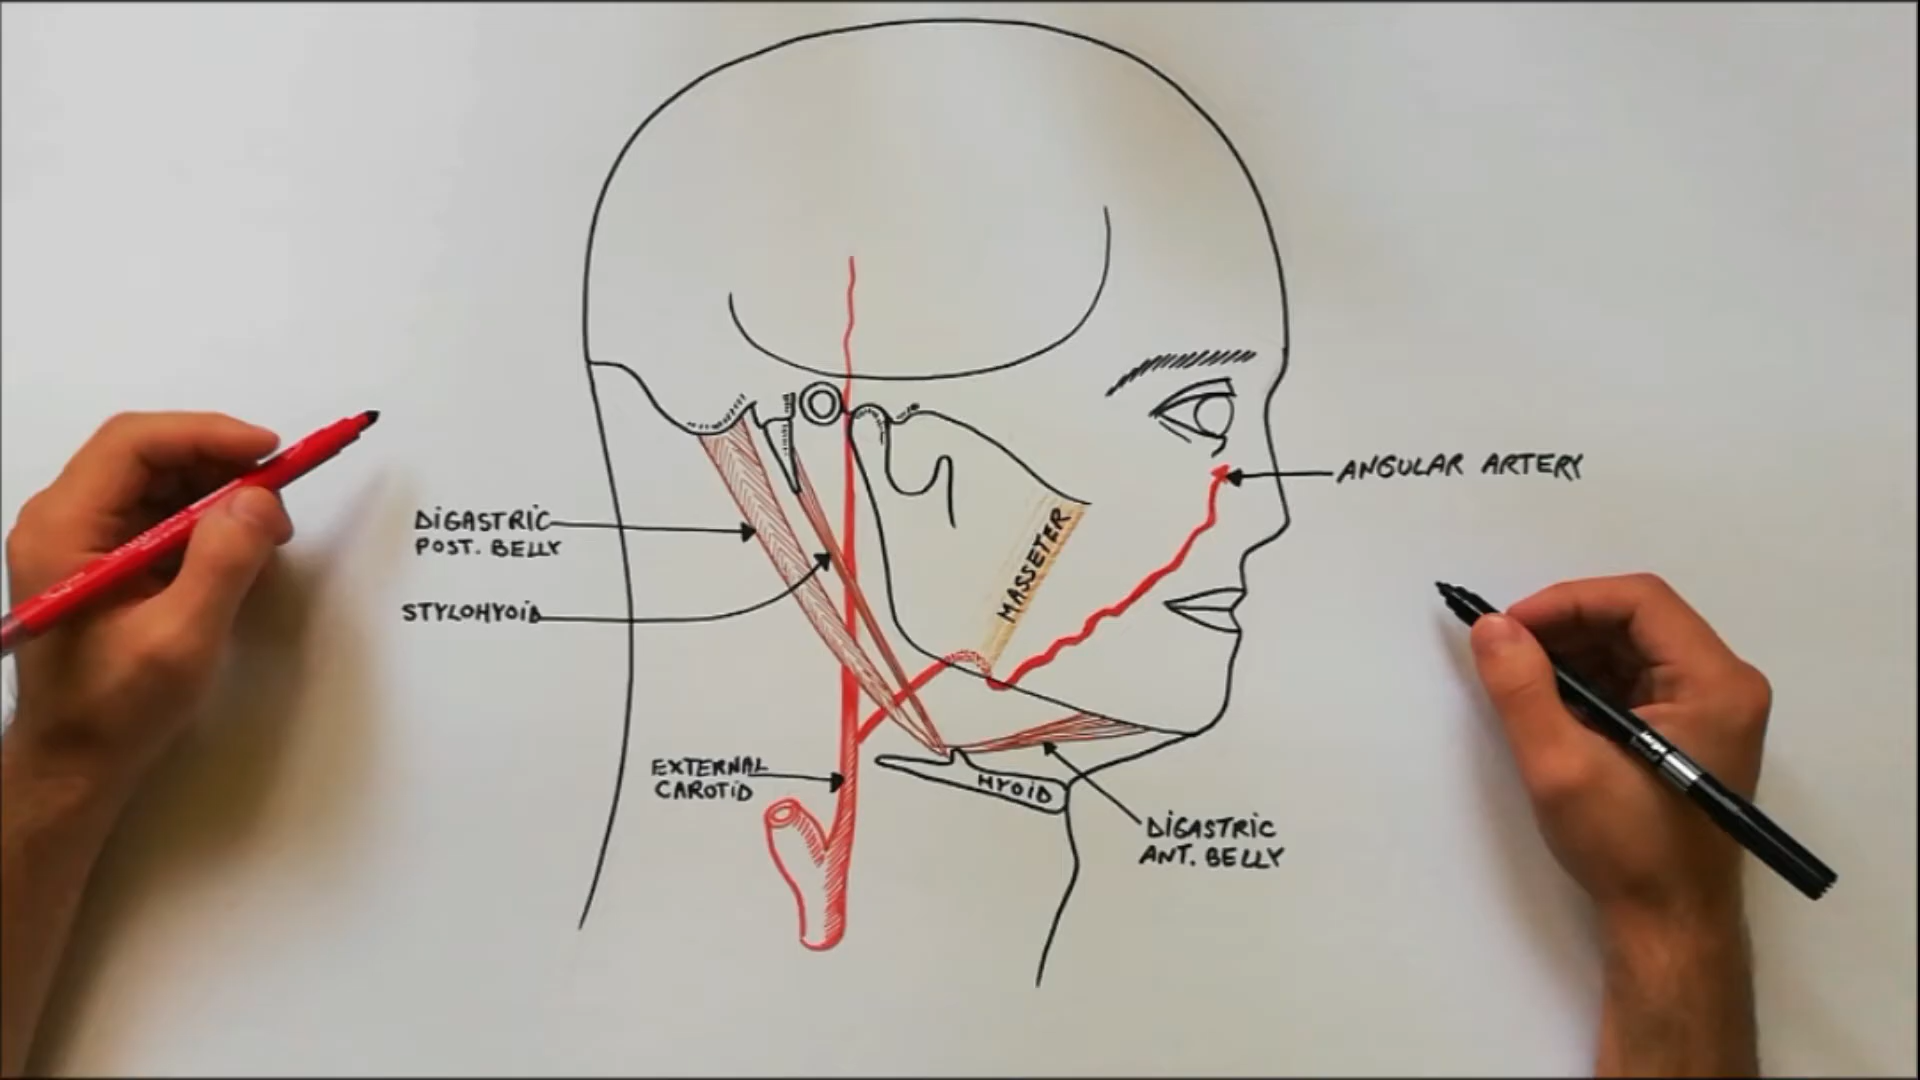 ANGULAR ARTERY
DIGASTRIC
POST. BELLY
MASSETER
STYLOHYOID
EXTERNAL
CAROTID
HYOID
DIGASTRIC
ANT. BELLY